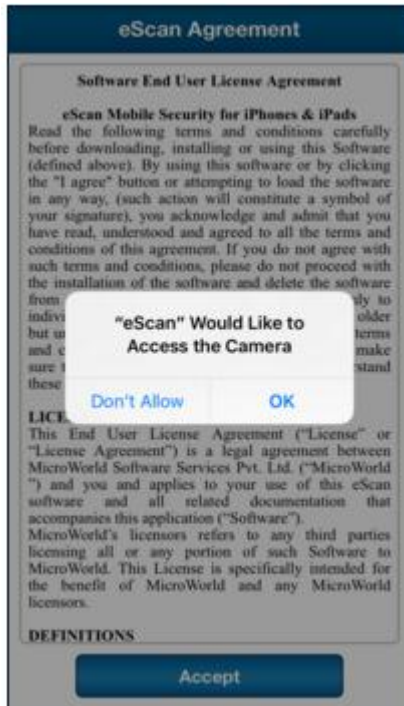 eScan Agreement
Software End User License Agreement
eScan Mobile Security for iPhones & iPads
Read the following terms and conditions carefully
before downloading, installing or using this Software
(defined above). By using this software or by clicking
the "I agree" button or attempting to load the software
in any way, (such action will constitute a symbol of
your signature), you acknowledge and admit that you
have read, understood and agreed to all the terms and
conditions of this agreement. If you do not agree with
such terms and conditions, please do not proceed with
the installation of the software and delete the software
from
to
older
but
terms
and
make
sure
these
“eScan” Would Like to
Access the Camera
Don't Allow
OK
This End User License Agreement (“License” or
“License Agreement”) is a legal agreement between
MicroWorld Software Services Pvt. Ltd. (“MicroWorld
”) and you and applies to your use of this eScan
software and all related documentation that
accompanies this application (“Software”).
MicroWorld's licensors refers to any third parties
licensing all or any portion of such Software to
MicroWorld. This License is specifically intended for
the benefit of MicroWorld and any MicroWorld
licensors.
DEFINITIONS
Accept